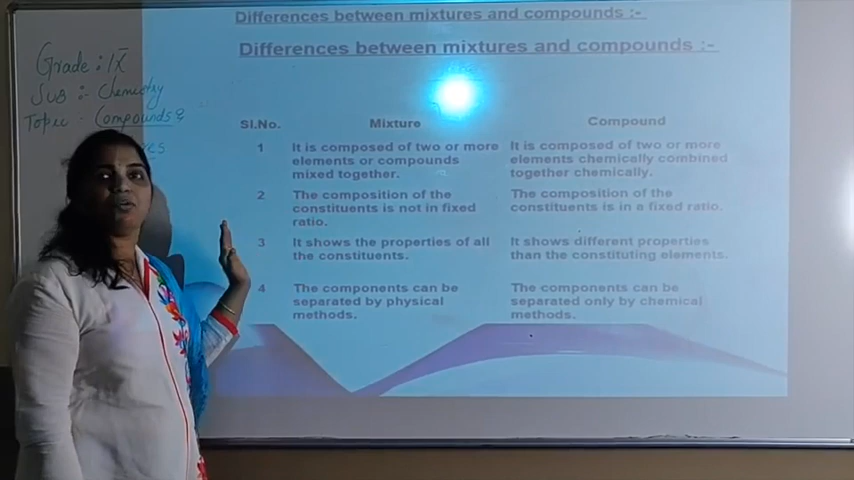 Differences between mixtures and compounds :-
Differences between mixtures and compounds :-
Grade : IX
Sub :- Chemistry
Topic - Compounds &
Sl.No. Mixture Compound
1 It is composed of two or more elements or compounds mixed together. It is composed of two or more elements chemically combined together chemically.
2 The composition of the constituents is not in fixed ratio. The composition of the constituents is in a fixed ratio.
3 It shows the properties of all the constituents. It shows different properties than the constituting elements.
4 The components can be separated by physical methods. The components can be separated only by chemical methods.